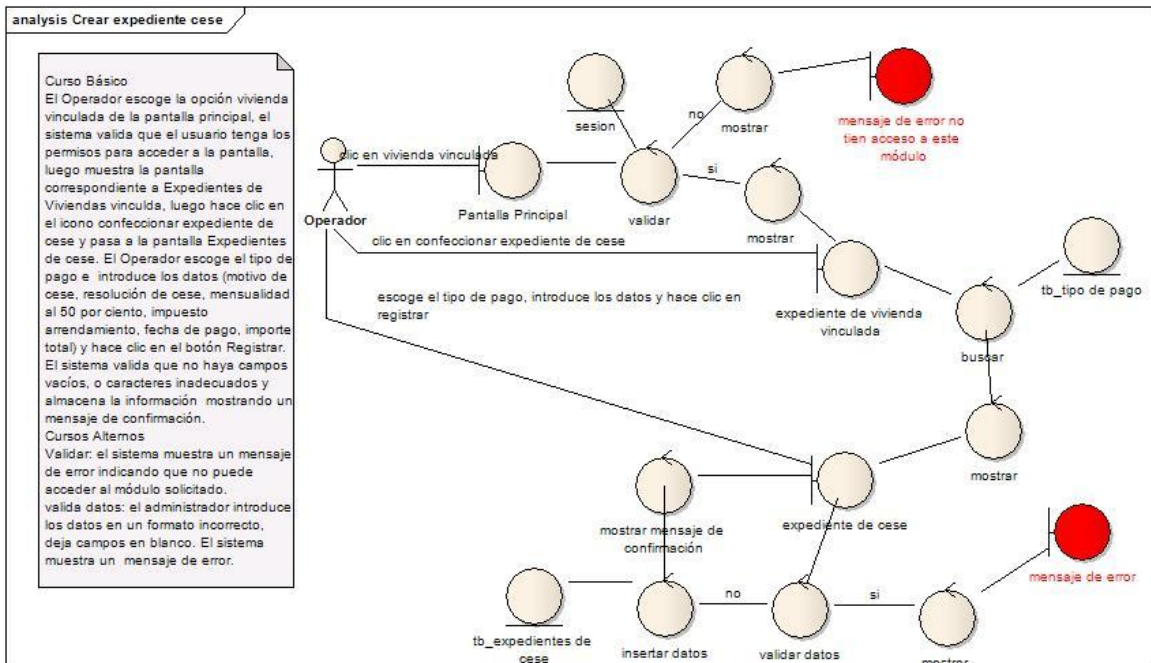 analysis Crear expediente cese
Curso Básico
El Operador escoge la opción vivienda
vinculada de la pantalla principal, el
sistema valida que el usuario tenga los
permisos para acceder a la pantalla,
luego muestra la pantalla
correspondiente a Expedientes de
Viviendas vinculda, luego hace clic en
el icono confeccionar expediente de
cese y pasa a la pantalla Expedientes
de cese. El Operador escoge el tipo de
pago e introduce los datos (motivo de
cese, resolución de cese, mensualidad
al 50 por ciento, impuesto
arrendamiento, fecha de pago, importe
total) y hace clic en el botón Registrar.
El sistema valida que no haya campos
vacíos, o caracteres inadecuados y
almacena la información mostrando un
mensaje de confirmación.
Cursos Alternos
Validar: el sistema muestra un mensaje
de error indicando que no puede
acceder al módulo solicitado.
valida datos: el administrador introduce
los datos en un formato incorrecto,
deja campos en blanco. El sistema
muestra un mensaje de error.
sesion
no
mostrar
mensaje de error no
tien acceso a este
módulo
clic en vivienda vinculada
Operador
Pantalla Principal
validar
si
mostrar
clic en confeccionar expediente de cese
expediente de vivienda
vinculada
tb_tipo de pago
buscar
escoge el tipo de pago, introduce los datos y hace clic en
registrar
mostrar
mostrar mensaje de
confirmación
expediente de cese
mensaje de error
tb_expedientes de
cese
insertar datos
no
validar datos
si
mostrar